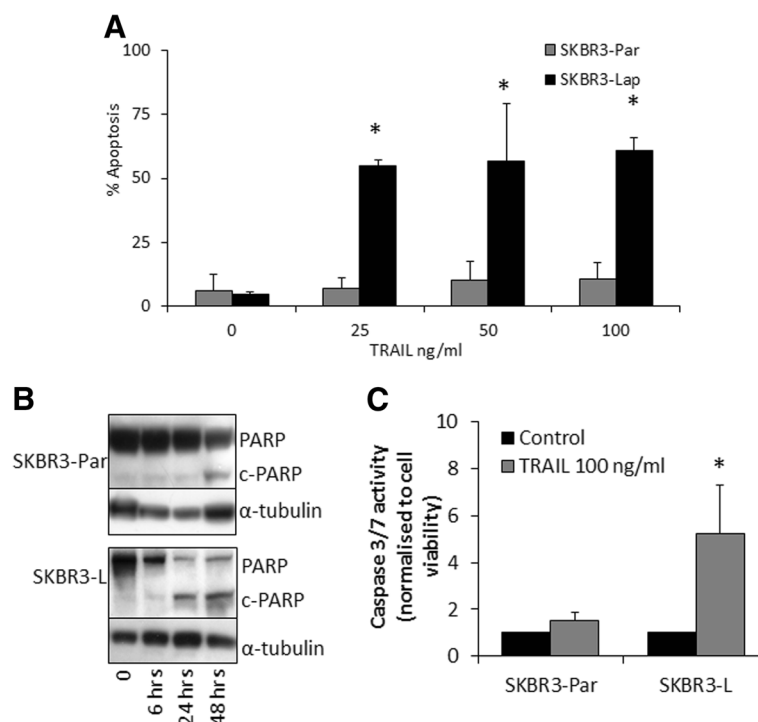 A
100
75
50
25
0
% Apoptosis
SKBR3-Par
SKBR3-Lap
*
*
*
0 25 50 100
TRAIL ng/ml
B
SKBR3-Par
PARP
c-PARP
α-tubulin
SKBR3-L
PARP
c-PARP
α-tubulin
0 6 hrs 24 hrs 48 hrs
C
10
8
6
4
2
0
Caspase 3/7 activity
(normalised to cell
viability)
Control
TRAIL 100 ng/ml
*
SKBR3-Par SKBR3-L